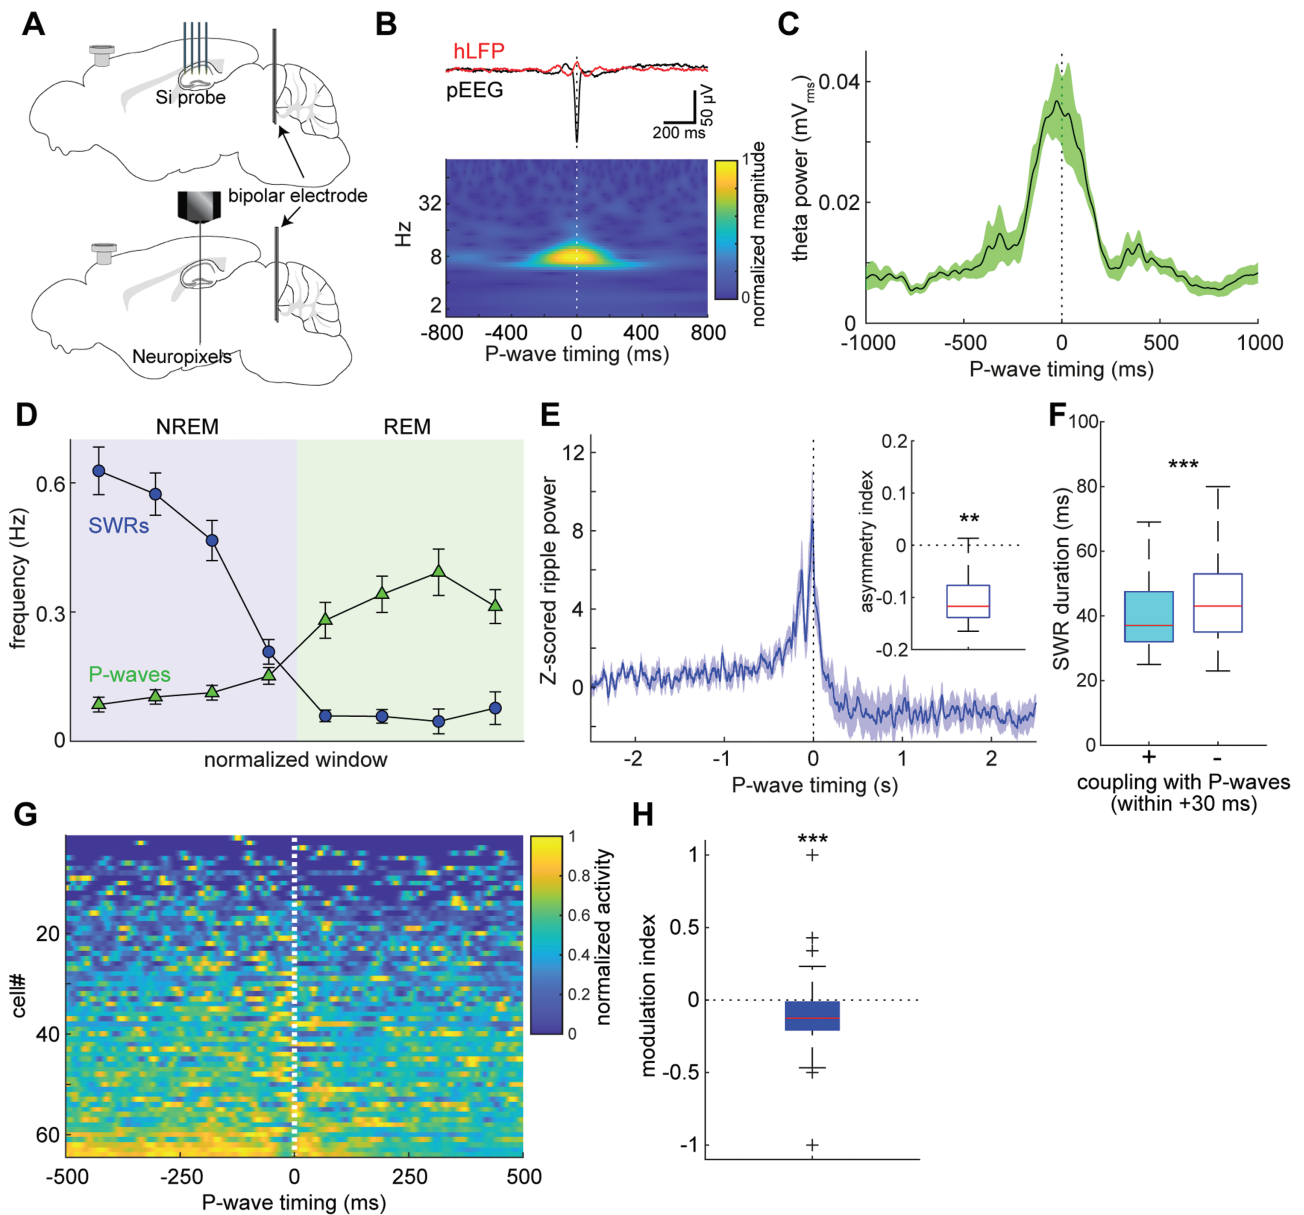 A
Si probe
bipolar electrode
Neuropixels
B
hLFP
pEEG
50 μV
200 ms
Hz
32
8
2
-800 -400 0 400 800
P-wave timing (ms)
1
0
normalized magnitude
C
theta power (mVrms)
0.04
0.02
0
-1000 -500 0 500 1000
P-wave timing (ms)
D
NREM REM
frequency (Hz)
0.6
0.3
0
SWRs
P-waves
normalized window
E
Z-scored ripple power
12
8
4
0
-2 -1 0 1 2
P-wave timing (s)
asymmetry index
0.2
0.1
0
-0.1
-0.2
**
F
SWR duration (ms)
100
80
60
40
20
0
***
+ -
coupling with P-waves
(within +30 ms)
G
cell#
20
40
60
-500 -250 0 250 500
P-wave timing (ms)
1
0.8
0.6
0.4
0.2
0
normalized activity
H
modulation index
1
0.5
0
-0.5
-1
***